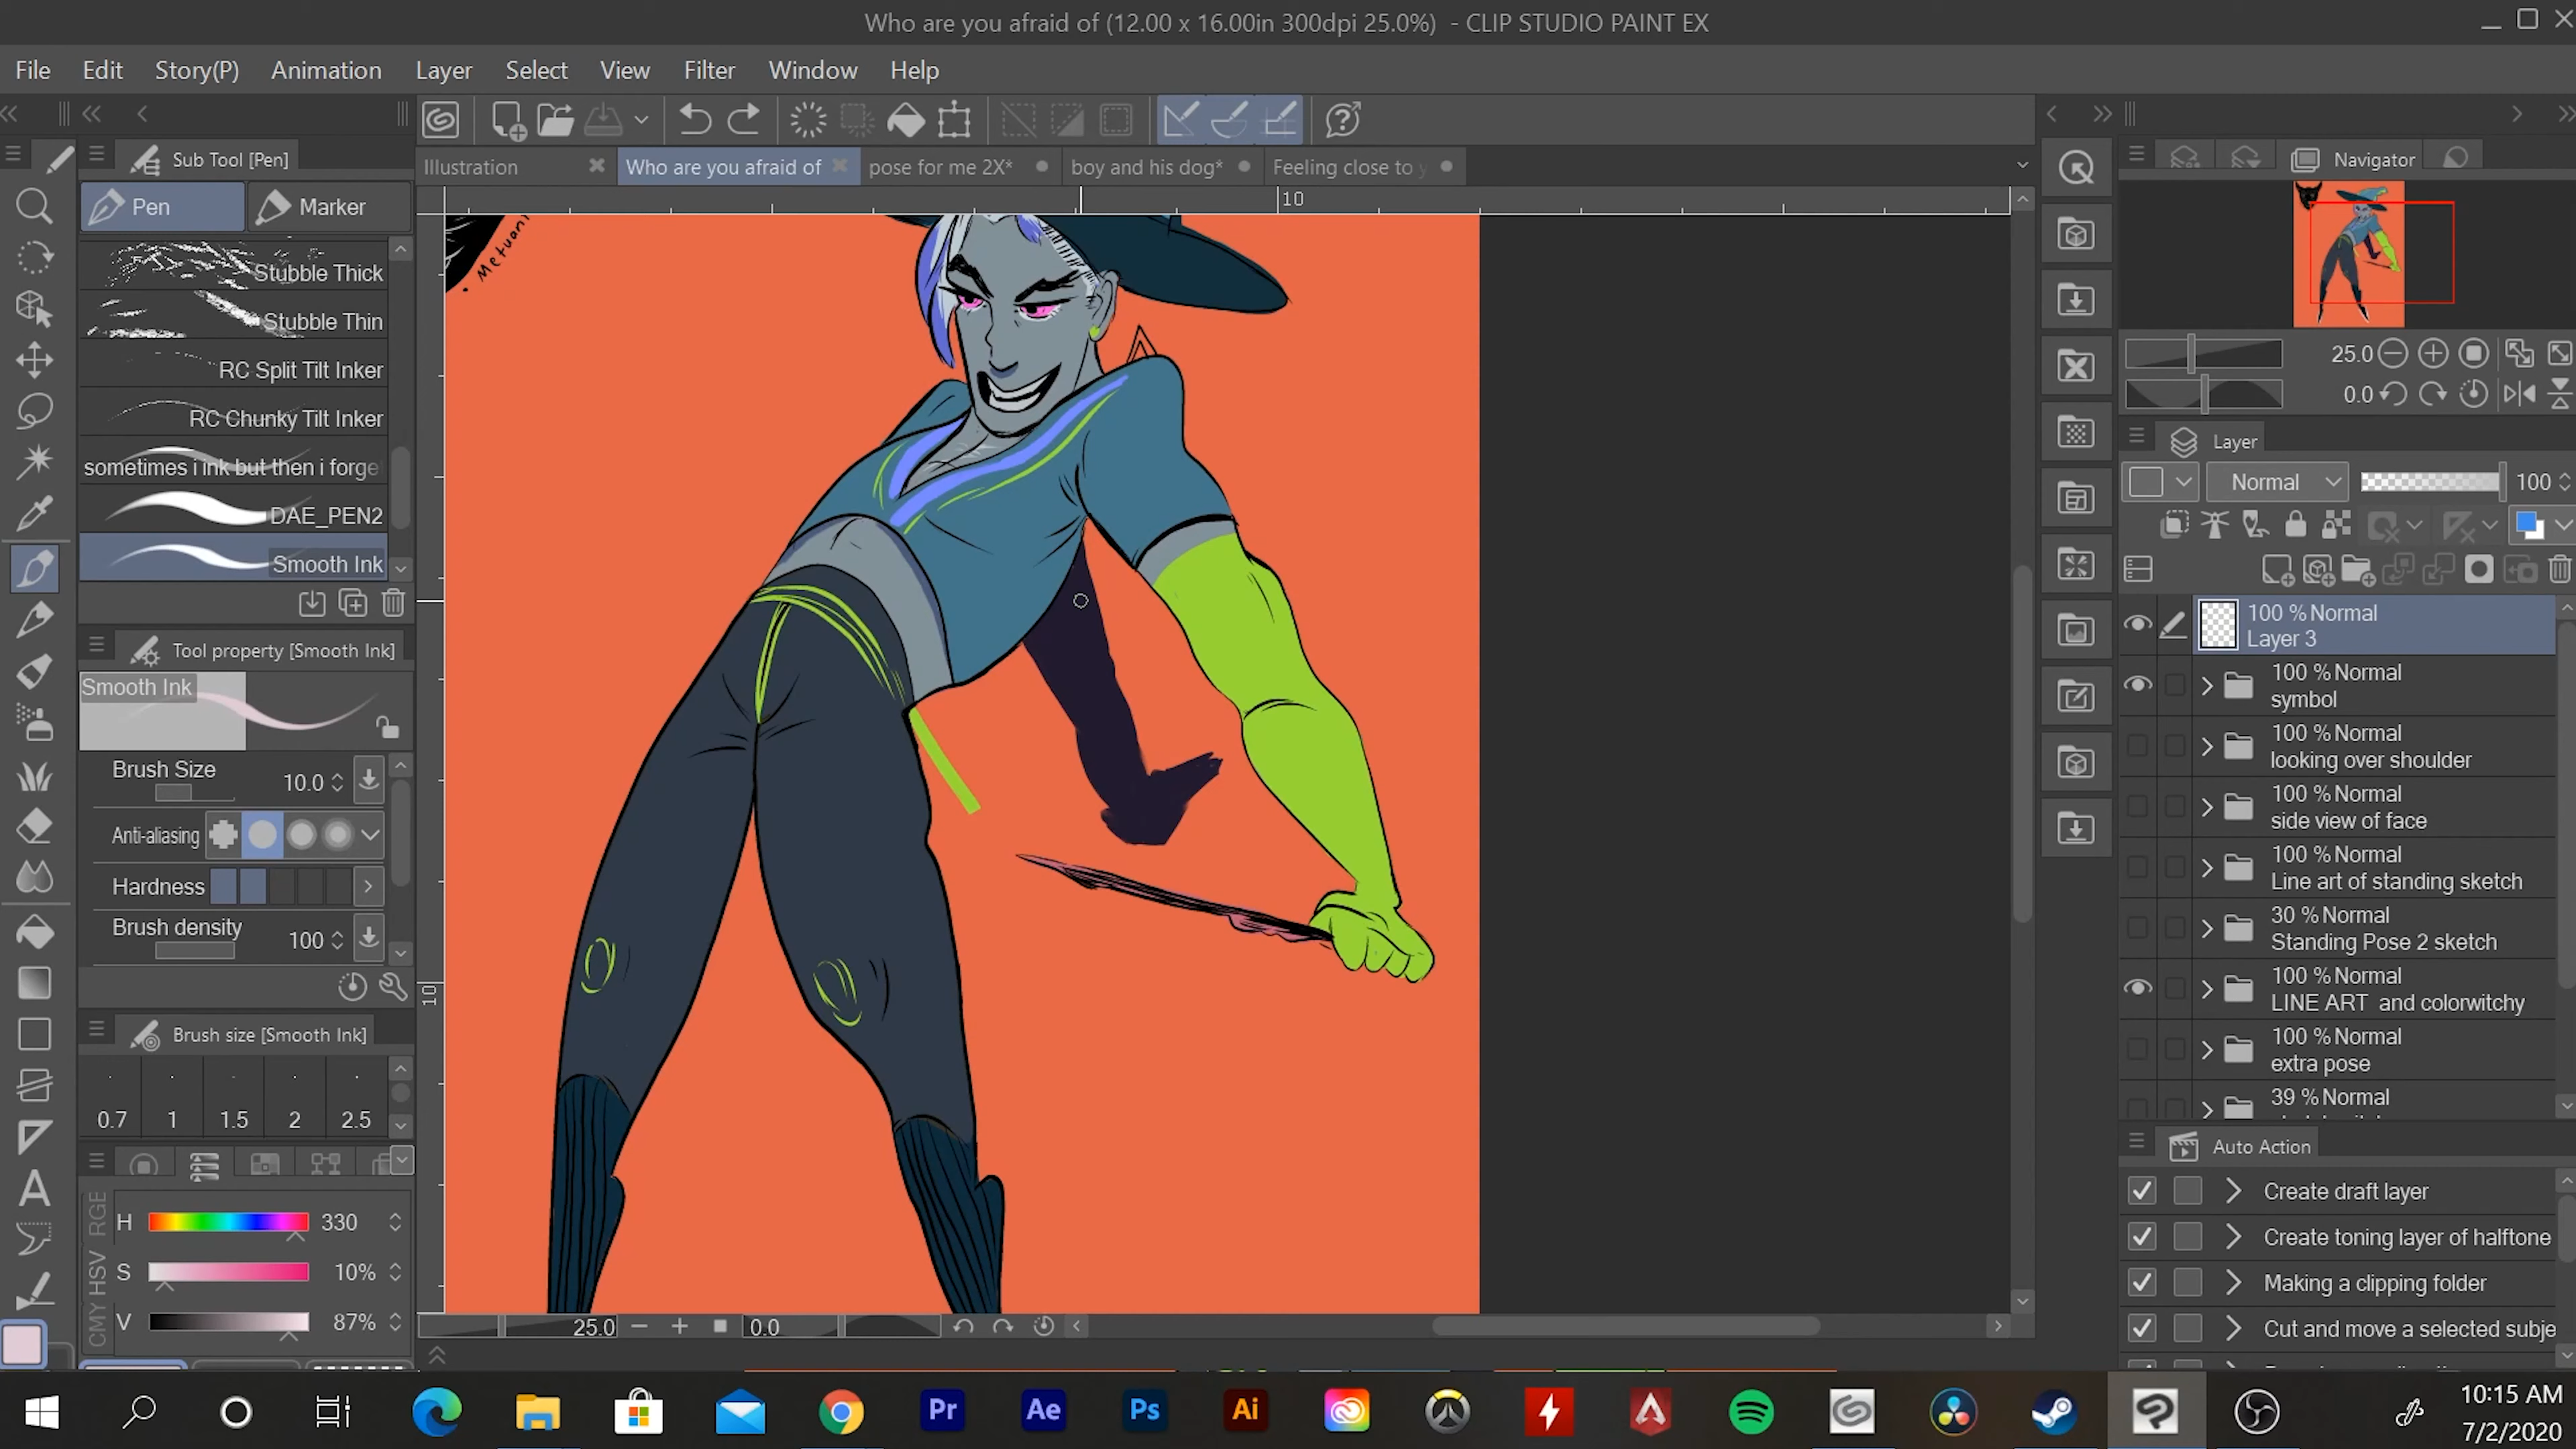 Who are you afraid of (12.00 x 16.00in 300dpi 25.0%) - CLIP STUDIO PAINT EX
File Edit Story(P) Animation Layer Select View Filter Window Help
Sub Tool [Pen]
Pen
Marker
Stubble Thick
Stubble Thin
RC Split Tilt Inker
RC Chunky Tilt Inker
sometimes i ink but then i forge
DAE_PEN2
Smooth Ink
Tool property [Smooth Ink]
Smooth Ink
Brush Size 10.0
Anti-aliasing
Hardness
Brush density 100
Brush size [Smooth Ink]
0.7 1 1.5 2 2.5
RGE
HSV
CMY
H 330
S 10%
V 87%
Illustration
Who are you afraid of
pose for me 2X*
boy and his dog*
Feeling close to y
10
10
Metuani
25.0
0.0
Navigator
25.0
0.0
Layer
Normal
100
100 % Normal
Layer 3
100 % Normal
symbol
100 % Normal
looking over shoulder
100 % Normal
side view of face
100 % Normal
Line art of standing sketch
30 % Normal
Standing Pose 2 sketch
100 % Normal
LINE ART and colorwitchy
100 % Normal
extra pose
39 % Normal
Auto Action
Create draft layer
Create toning layer of halftone
Making a clipping folder
Cut and move a selected subje
Pr
Ae
Ps
Ai
10:15 AM
7/2/2020